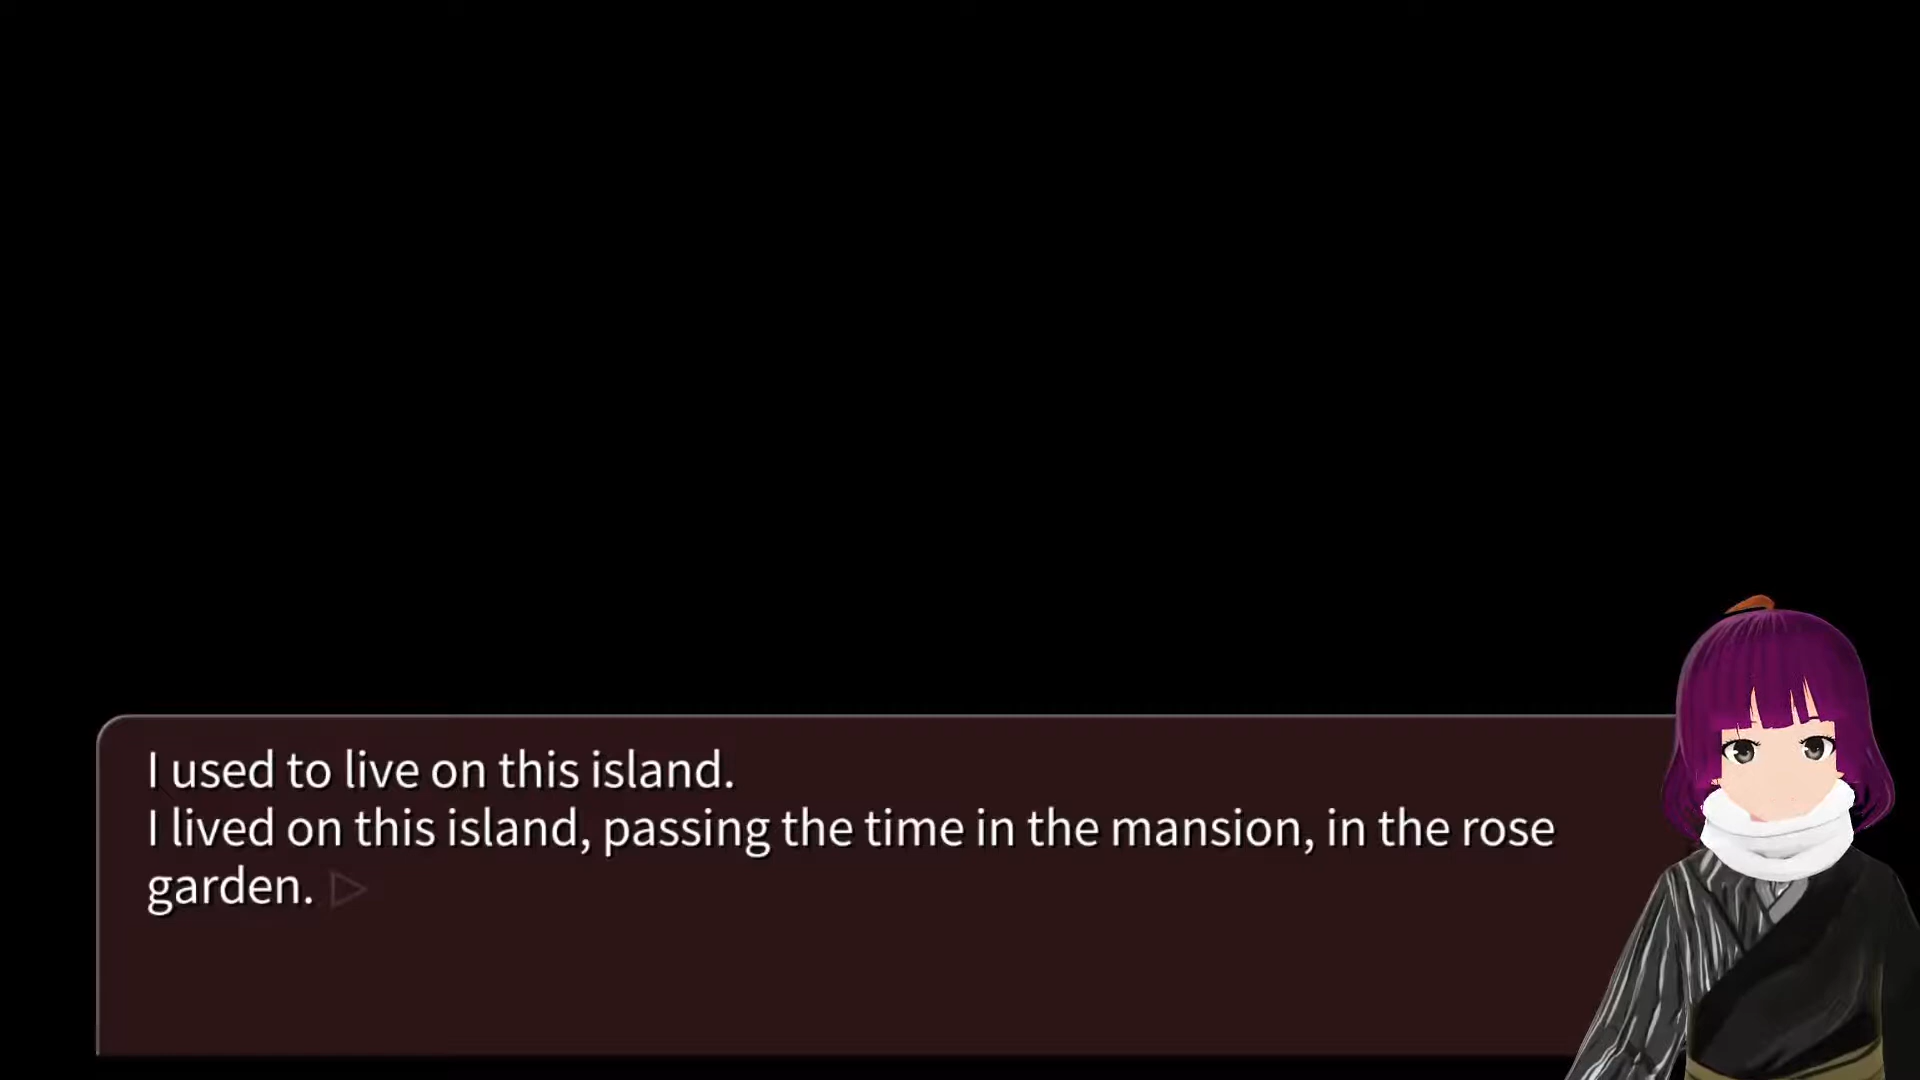 I used to live on this island.
I lived on this island, passing the time in the mansion, in the rose
garden.